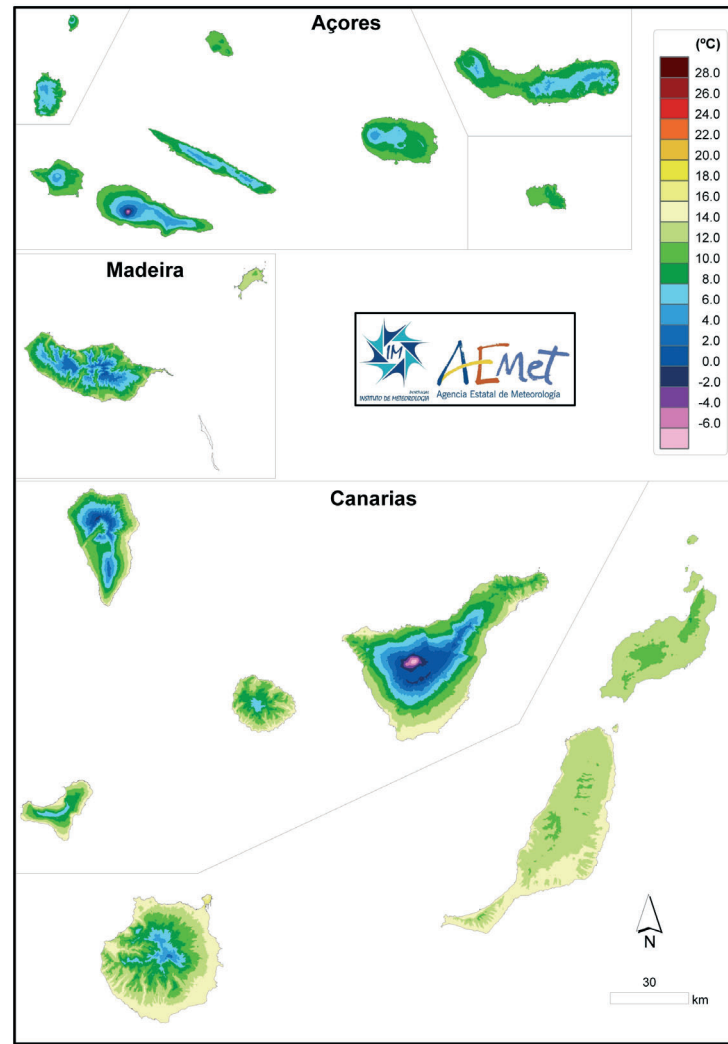 Açores
(ºC)
28.0
26.0
24.0
22.0
20.0
18.0
16.0
14.0
12.0
10.0
8.0
6.0
4.0
2.0
0.0
-2.0
-4.0
-6.0
Madeira
IM
PORTUGAL
INSTITUTO DE METEOROLOGIA
AEMet
Agencia Estatal de Meteorología
Canarias
N
30
km